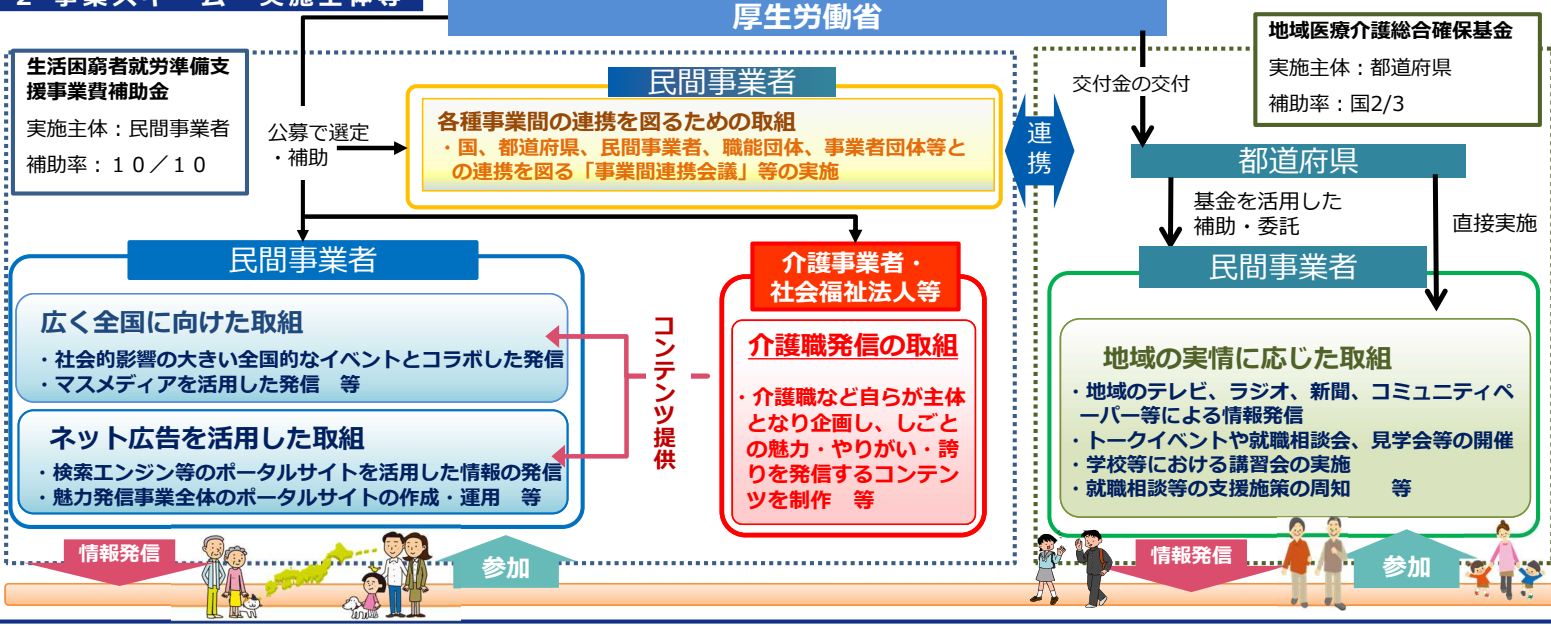 厚生労働省
生活困窮者就労準備支
援事業費補助金
実施主体：民間事業者
補助率：１０／１０
公募で選定
・補助
民間事業者
各種事業間の連携を図るための取組
・国、都道府県、民間事業者、職能団体、事業者団体等と
の連携を図る「事業間連携会議」等の実施
連
携
交付金の交付
地域医療介護総合確保基金
実施主体：都道府県
補助率：国2/3
都道府県
基金を活用した
補助・委託
直接実施
民間事業者
広く全国に向けた取組
・社会的影響の大きい全国的なイベントとコラボした発信
・マスメディアを活用した発信　等
ネット広告を活用した取組
・検索エンジン等のポータルサイトを活用した情報の発信
・魅力発信事業全体のポータルサイトの作成・運用　等
コンテンツ提供
介護事業者・
社会福祉法人等
介護職発信の取組
・介護職など自らが主体
となり企画し、しごと
の魅力・やりがい・誇
りを発信するコンテン
ツを制作　等
民間事業者
地域の実情に応じた取組
・地域のテレビ、ラジオ、新聞、コミュニティペ
ーパー等による情報発信
・トークイベントや就職相談会、見学会等の開催
・学校等における講習会の実施
・就職相談等の支援施策の周知　　等
情報発信
参加
情報発信
参加